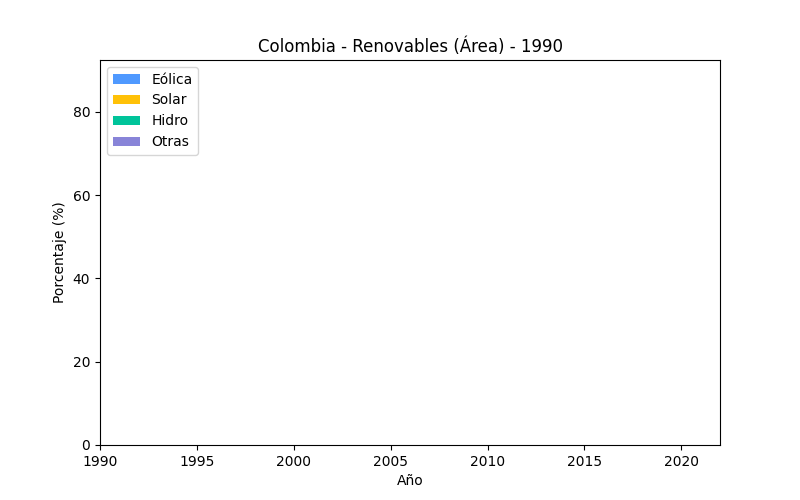 Colombia - Renovables (Área) - 1990
Eólica
Solar
Hidro
Otras
80
60
40
20
0
Porcentaje (%)
1990 1995 2000 2005 2010 2015 2020
Año